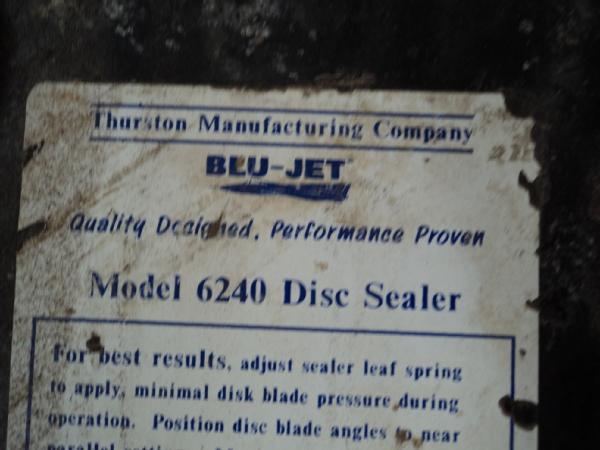 Thurston Manufacturing Company
BLU-JET
Quality Designed, Performance Proven
Model 6240 Disc Sealer
For best results, adjust sealer leaf spring
to apply, minimal disk blade pressure during
operation. Position disc blade angles to near
parallel